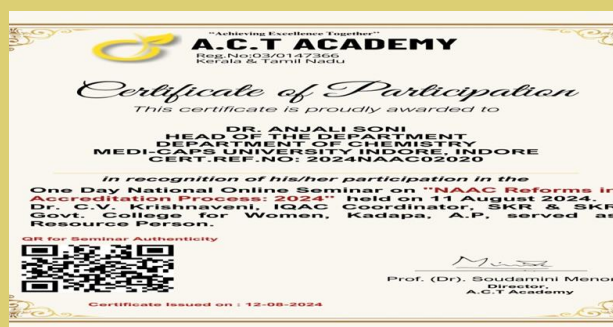 "Achieving Excellence Together"
A.C.T ACADEMY
Reg.No:03/0147366
Kerala & Tamil Nadu
Certificate of Participation
This certificate is proudly awarded to
DR. ANJALI SONI
HEAD OF THE DEPARTMENT
DEPARTMENT OF CHEMISTRY
MEDI-CAPS UNIVERSITY INDORE, INDORE
CERT.REF.NO: 2024NAAC02020
in recognition of his/her participation in the
One Day National Online Seminar on "NAAC Reforms in
Accreditation Process: 2024" held on 11 August 2024.
Dr. C.V. Krishnaveni, IQAC Coordinator, SKR & SKR
Govt. College for Women, Kadapa, A.P, served as
Resource Person.
QR for Seminar Authenticity
Prof. (Dr). Soudamini Menon
Director,
A.C.T Academy
Certificate Issued on : 12-08-2024